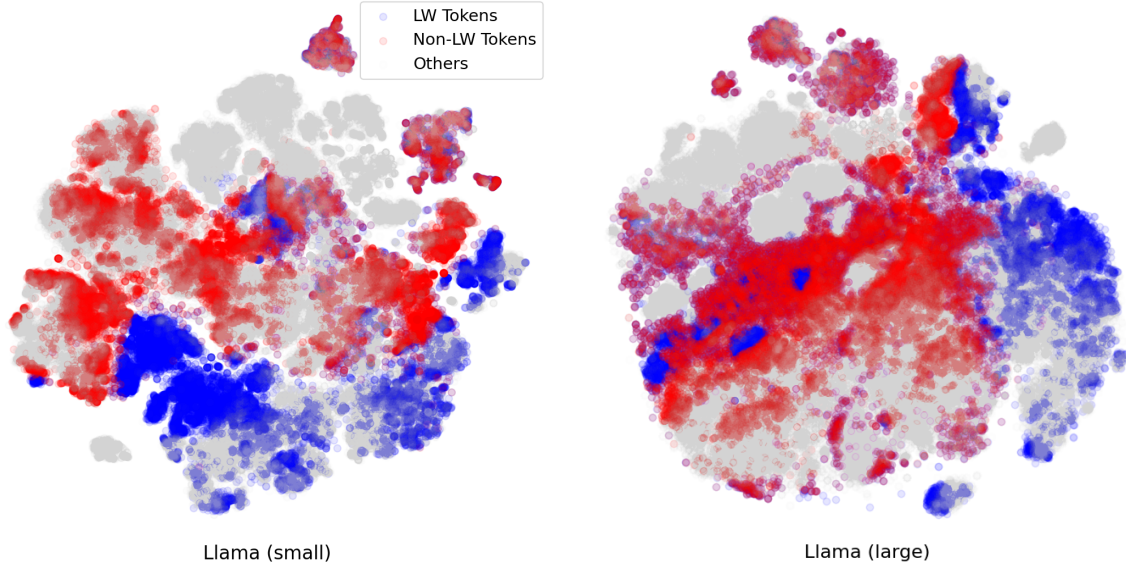 LW Tokens
Non-LW Tokens
Others
Llama (small)
Llama (large)